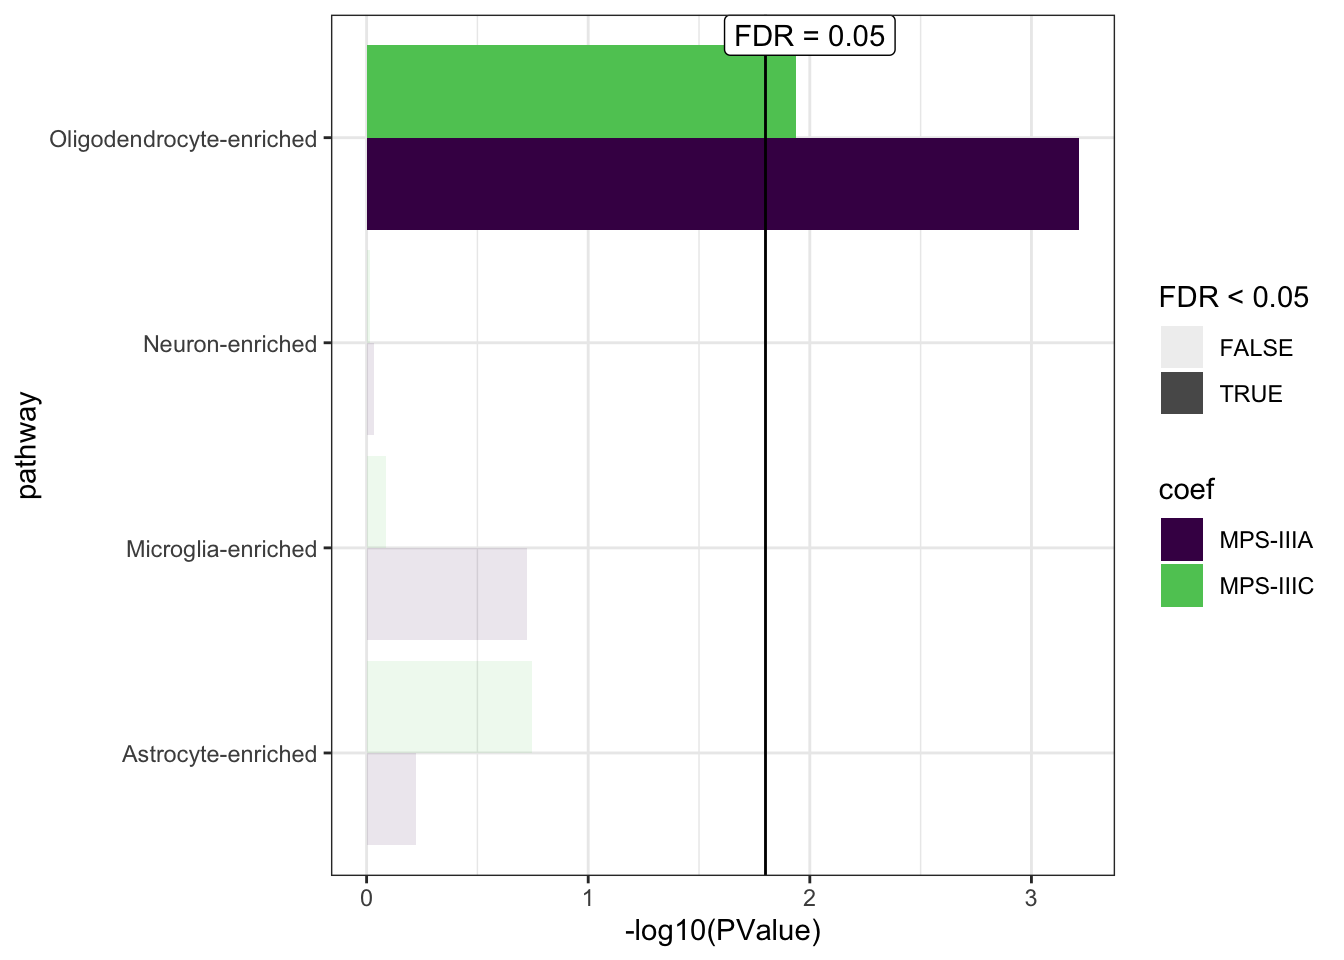 FDR = 0.05
Oligodendrocyte-enriched
Neuron-enriched
Microglia-enriched
Astrocyte-enriched
pathway
0 1 2 3
-log10(PValue)
FDR < 0.05
FALSE
TRUE
coef
MPS-IIIA
MPS-IIIC